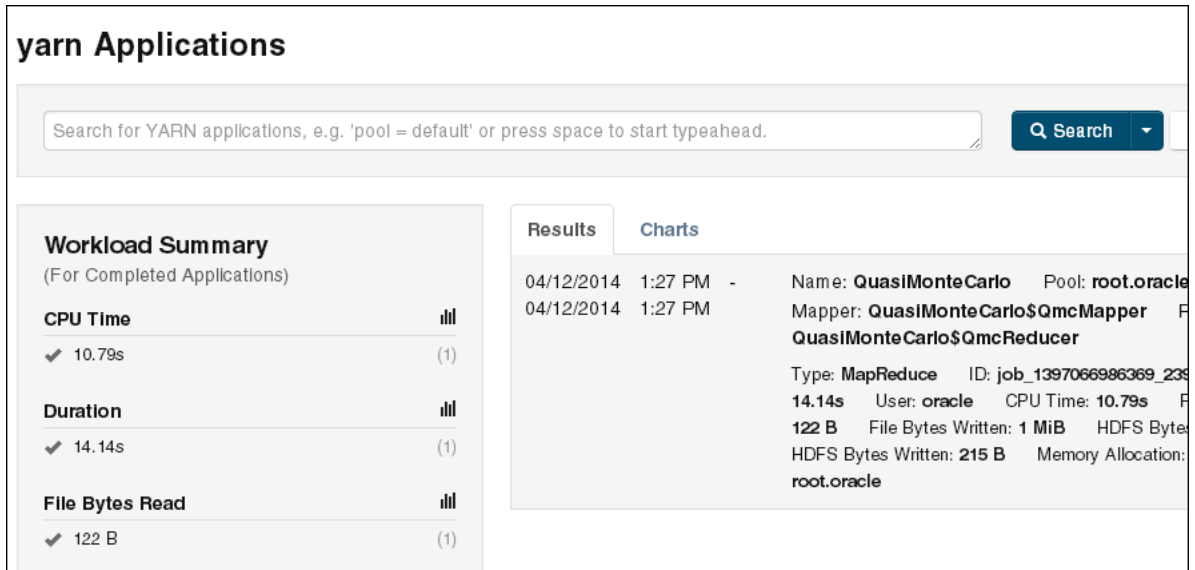 yarn Applications
Search for YARN applications, e.g. 'pool = default' or press space to start typeahead.
Search
Workload Summary
(For Completed Applications)
CPU Time
10.79s (1)
Duration
14.14s (1)
File Bytes Read
122 B (1)
Results Charts
04/12/2014 1:27 PM -
04/12/2014 1:27 PM
Name: QuasiMonteCarlo Pool: root.oracle
Mapper: QuasiMonteCarlo$QmcMapper
QuasiMonteCarlo$QmcReducer
Type: MapReduce ID: job_1397066986369_239
14.14s User: oracle CPU Time: 10.79s
122 B File Bytes Written: 1 MiB HDFS Bytes
HDFS Bytes Written: 215 B Memory Allocation:
root.oracle